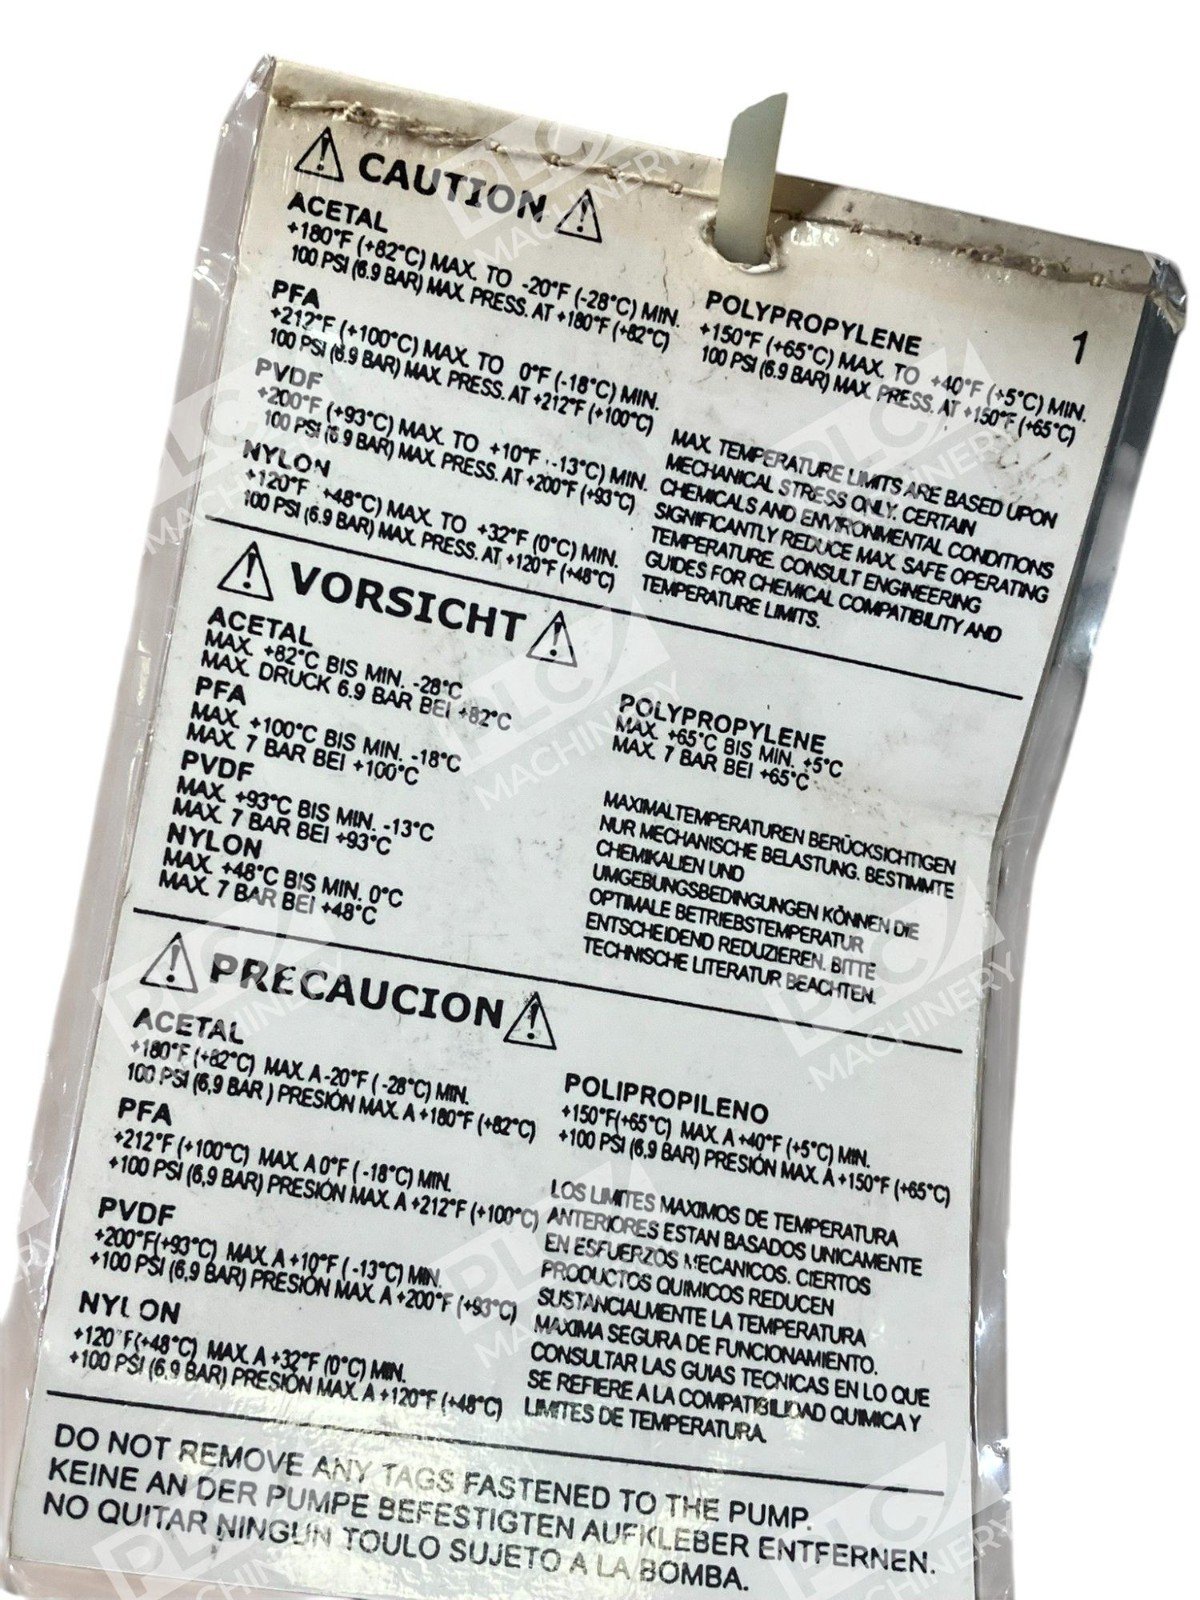 CAUTION
ACETAL
+180°F (+82°C) MAX. TO -20°F (-28°C) MIN.
100 PSI (6.9 BAR) MAX. PRESS. AT +180°F (+82°C)
PFA
+212°F (+100°C) MAX. TO 0°F (-18°C) MIN.
100 PSI (6.9 BAR) MAX. PRESS. AT +212°F (+100°C)
PVDF
+200°F (+93°C) MAX. TO +10°F -13°C) MIN.
100 PSI (6.9 BAR) MAX. PRESS. AT +200°F (+93°C)
NYLON
+120°F +48°C) MAX. TO +32°F (0°C) MIN.
100 PSI (6.9 BAR) MAX. PRESS. AT +120°F (+48°C)
POLYPROPYLENE
+150°F (+65°C) MAX. TO +40°F (+5°C) MIN.
100 PSI (6.9 BAR) MAX. PRESS. AT +150°F (+65°C)
1
MAX. TEMPERATURE LIMITS ARE BASED UPON
MECHANICAL STRESS ONLY. CERTAIN
CHEMICALS AND ENVIRONMENTAL CONDITIONS
SIGNIFICANTLY REDUCE MAX. SAFE OPERATING
TEMPERATURE. CONSULT ENGINEERING
GUIDES FOR CHEMICAL COMPATIBILITY AND
TEMPERATURE LIMITS.
VORSICHT
ACETAL
MAX. +82°C BIS MIN. -28°C
MAX. DRUCK 6.9 BAR BEI +82°C
PFA
MAX. +100°C BIS MIN. -18°C
MAX. 7 BAR BEI +100°C
PVDF
MAX. +93°C BIS MIN. -13°C
MAX. 7 BAR BEI +93°C
NYLON
MAX. +48°C BIS MIN. 0°C
MAX. 7 BAR BEI +48°C
POLYPROPYLENE
MAX. +65°C BIS MIN. +5°C
MAX. 7 BAR BEI +65°C
MAXIMALTEMPERATUREN BERÜCKSICHTIGEN
NUR MECHANISCHE BELASTUNG. BESTIMMTE
CHEMIKALIEN UND
UMGEBUNGSBEDINGUNGEN KÖNNEN DIE
OPTIMALE BETRIEBSTEMPERATUR
ENTSCHEIDEND REDUZIEREN. BITTE
TECHNISCHE LITERATUR BEACHTEN.
PRECAUCION
ACETAL
+180°F (+82°C) MAX. A -20°F ( -28°C) MIN.
100 PSI (6,9 BAR ) PRESIÓN MAX. A +180°F (+82°C)
PFA
+212°F (+100°C) MAX. A 0°F ( -18°C) MIN.
+100 PSI (6,9 BAR) PRESIÓN MAX. A +212°F (+100°C)
PVDF
+200°F(+93°C) MAX. A +10°F ( -13°C) MIN.
+100 PSI (6,9 BAR) PRESIÓN MAX. A +200°F (+93°C)
NYLON
+120°F(+48°C) MAX. A +32°F (0°C) MIN.
+100 PSI (6.9 BAR) PRESIÓN MAX. A +120°F (+48°C)
POLIPROPILENO
+150°F(+65°C) MAX. A +40°F (+5°C) MIN.
+100 PSI (6,9 BAR) PRESIÓN MAX. A +150°F (+65°C)
LOS LIMITES MAXIMOS DE TEMPERATURA
ANTERIORES ESTAN BASADOS UNICAMENTE
EN ESFUERZOS MECANICOS. CIERTOS
PRODUCTOS QUIMICOS REDUCEN
SUSTANCIALMENTE LA TEMPERATURA
MAXIMA SEGURA DE FUNCIONAMIENTO.
CONSULTAR LAS GUIAS TECNICAS EN LO QUE
SE REFIERE A LA COMPATIBILIDAD QUIMICA Y
LIMITES DE TEMPERATURA.
DO NOT REMOVE ANY TAGS FASTENED TO THE PUMP.
KEINE AN DER PUMPE BEFESTIGTEN AUFKLEBER ENTFERNEN.
NO QUITAR NINGUN TOULO SUJETO A LA BOMBA.
PLC MACHINERY